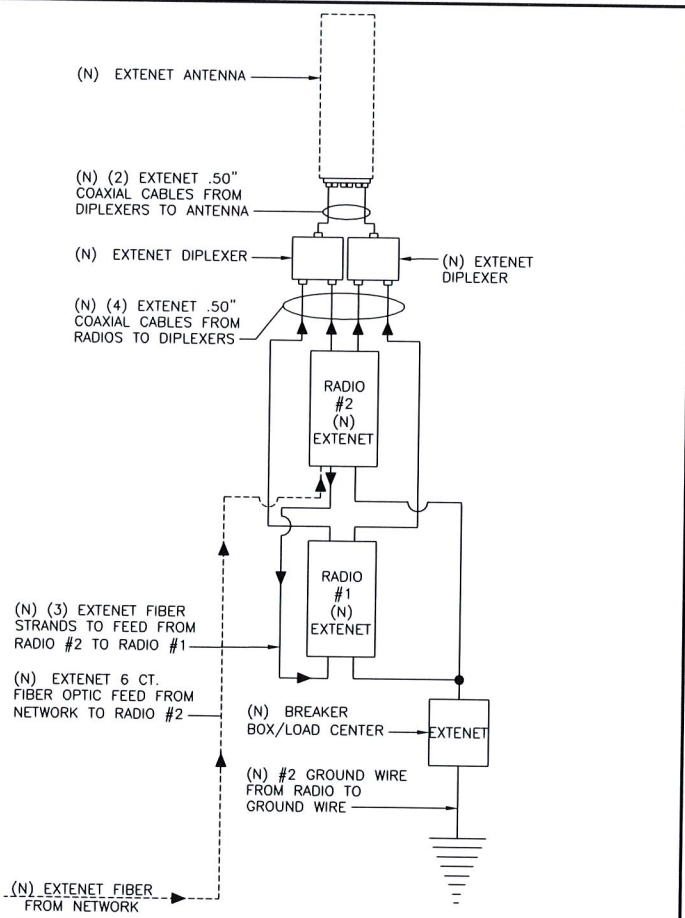 (N) EXTENET ANTENNA
(N) (2) EXTENET .50"
COAXIAL CABLES FROM
DIPLEXERS TO ANTENNA
(N) EXTENET DIPLEXER
(N) EXTENET
DIPLEXER
(N) (4) EXTENET .50"
COAXIAL CABLES FROM
RADIOS TO DIPLEXERS
RADIO
#2
(N)
EXTENET
RADIO
#1
(N)
EXTENET
(N) (3) EXTENET FIBER
STRANDS TO FEED FROM
RADIO #2 TO RADIO #1
(N) EXTENET 6 CT.
FIBER OPTIC FEED FROM
NETWORK TO RADIO #2
(N) BREAKER
BOX/LOAD CENTER
EXTENET
(N) #2 GROUND WIRE
FROM RADIO TO
GROUND WIRE
(N) EXTENET FIBER
FROM NETWORK